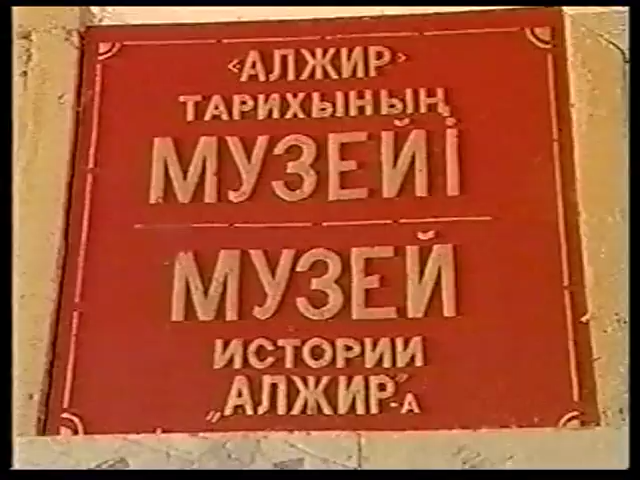 ‹АЛЖИР›
ТАРИХЫНЫҢ
МУЗЕЙІ
МУЗЕЙ
ИСТОРИИ
„АЛЖИР"-А